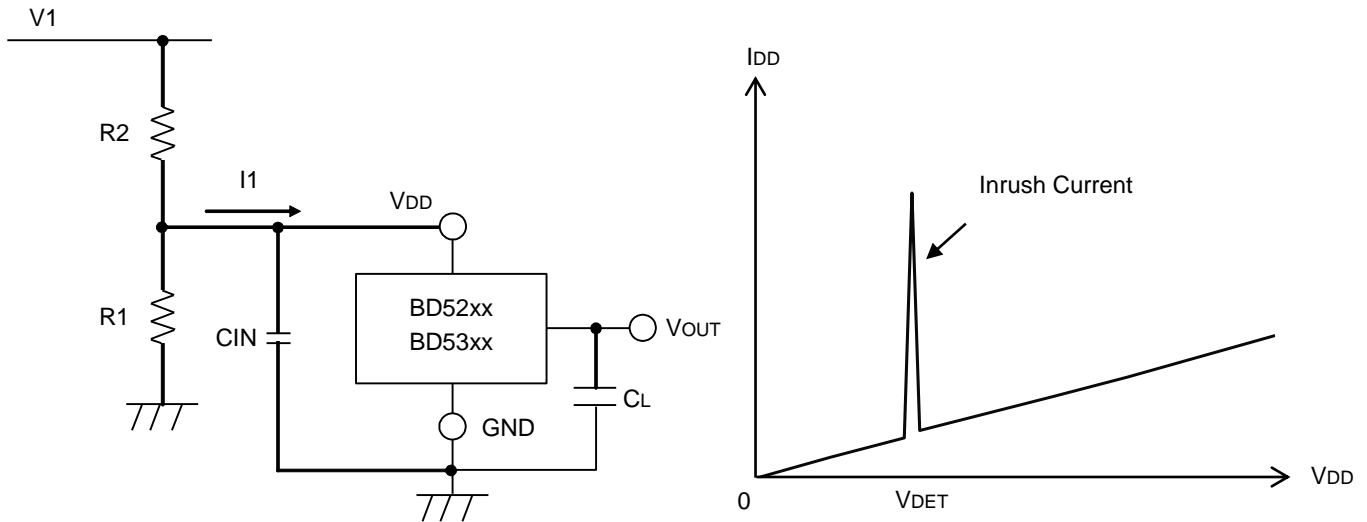 V1
R2
I1
VDD
R1
CIN
BD52xx
BD53xx
VOUT
CL
GND
IDD
Inrush Current
VDD
0
VDET